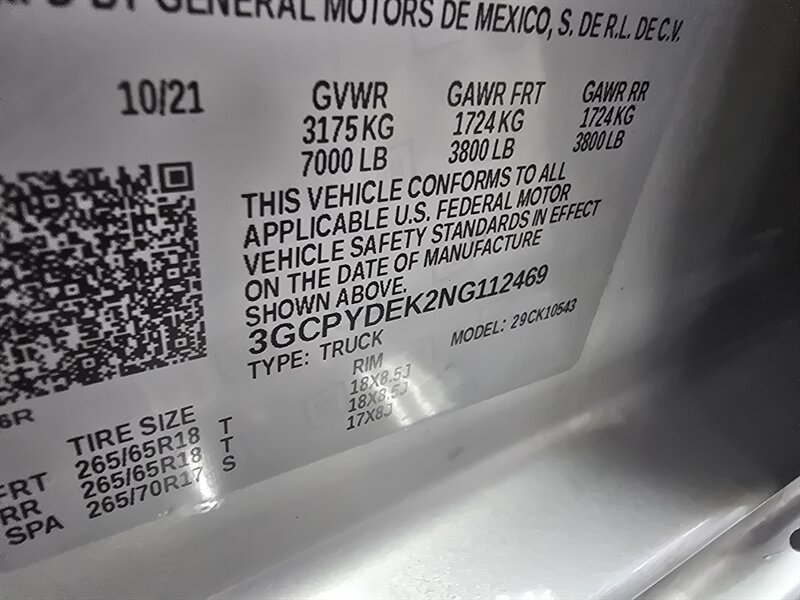 BY GENERAL MOTORS DE MEXICO, S. DE R.L. DE C.V.
10/21 GVWR GAWR FRT GAWR RR
3175 KG 1724 KG 1724 KG
7000 LB 3800 LB 3800 LB
THIS VEHICLE CONFORMS TO ALL
APPLICABLE U.S. FEDERAL MOTOR
VEHICLE SAFETY STANDARDS IN EFFECT
ON THE DATE OF MANUFACTURE
SHOWN ABOVE.
3GCPYDEK2NG112469
TYPE: TRUCK MODEL: 29CK10543
TIRE SIZE RIM
FRT 265/65R18 T 18X8.5J
RR 265/65R18 T 18X8.5J
SPA 265/70R17 S 17X8J